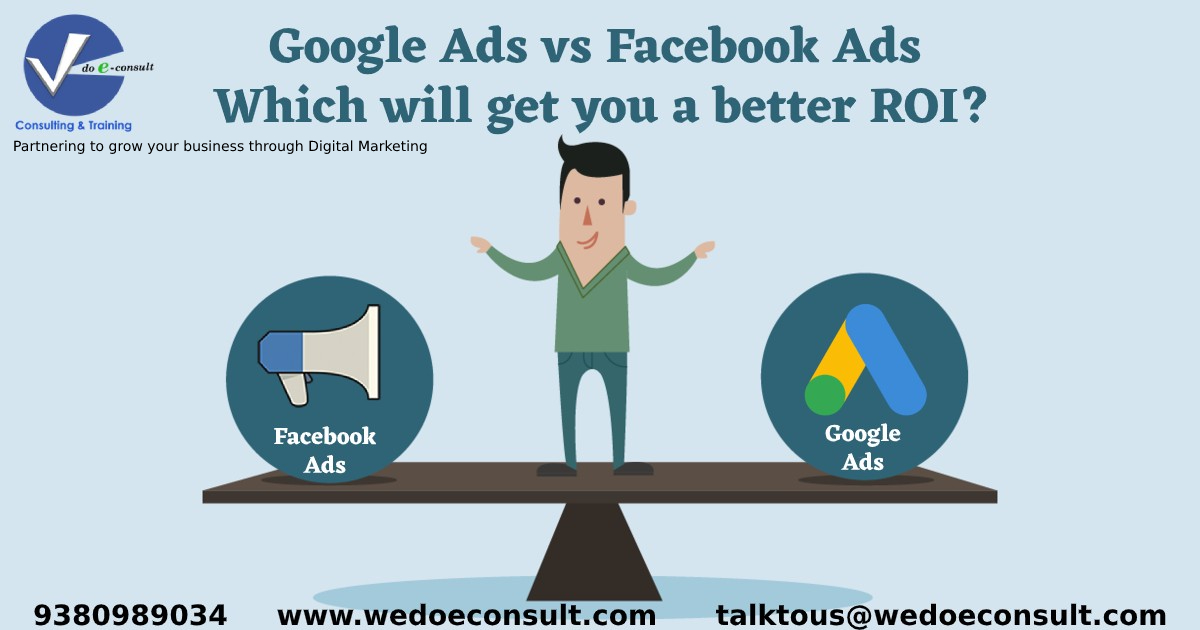 Google Ads vs Facebook Ads
Which will get you a better ROI?
do e-consult
Consulting & Training
Partnering to grow your business through Digital Marketing
Facebook
Ads
Google
Ads
9380989034 www.wedoeconsult.com talktous@wedoeconsult.com